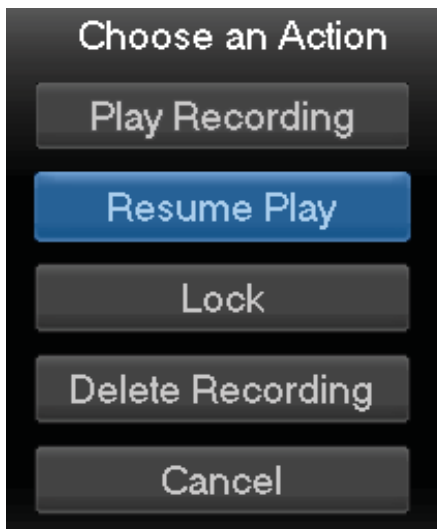 Choose an Action
Play Recording
Resume Play
Lock
Delete Recording
Cancel